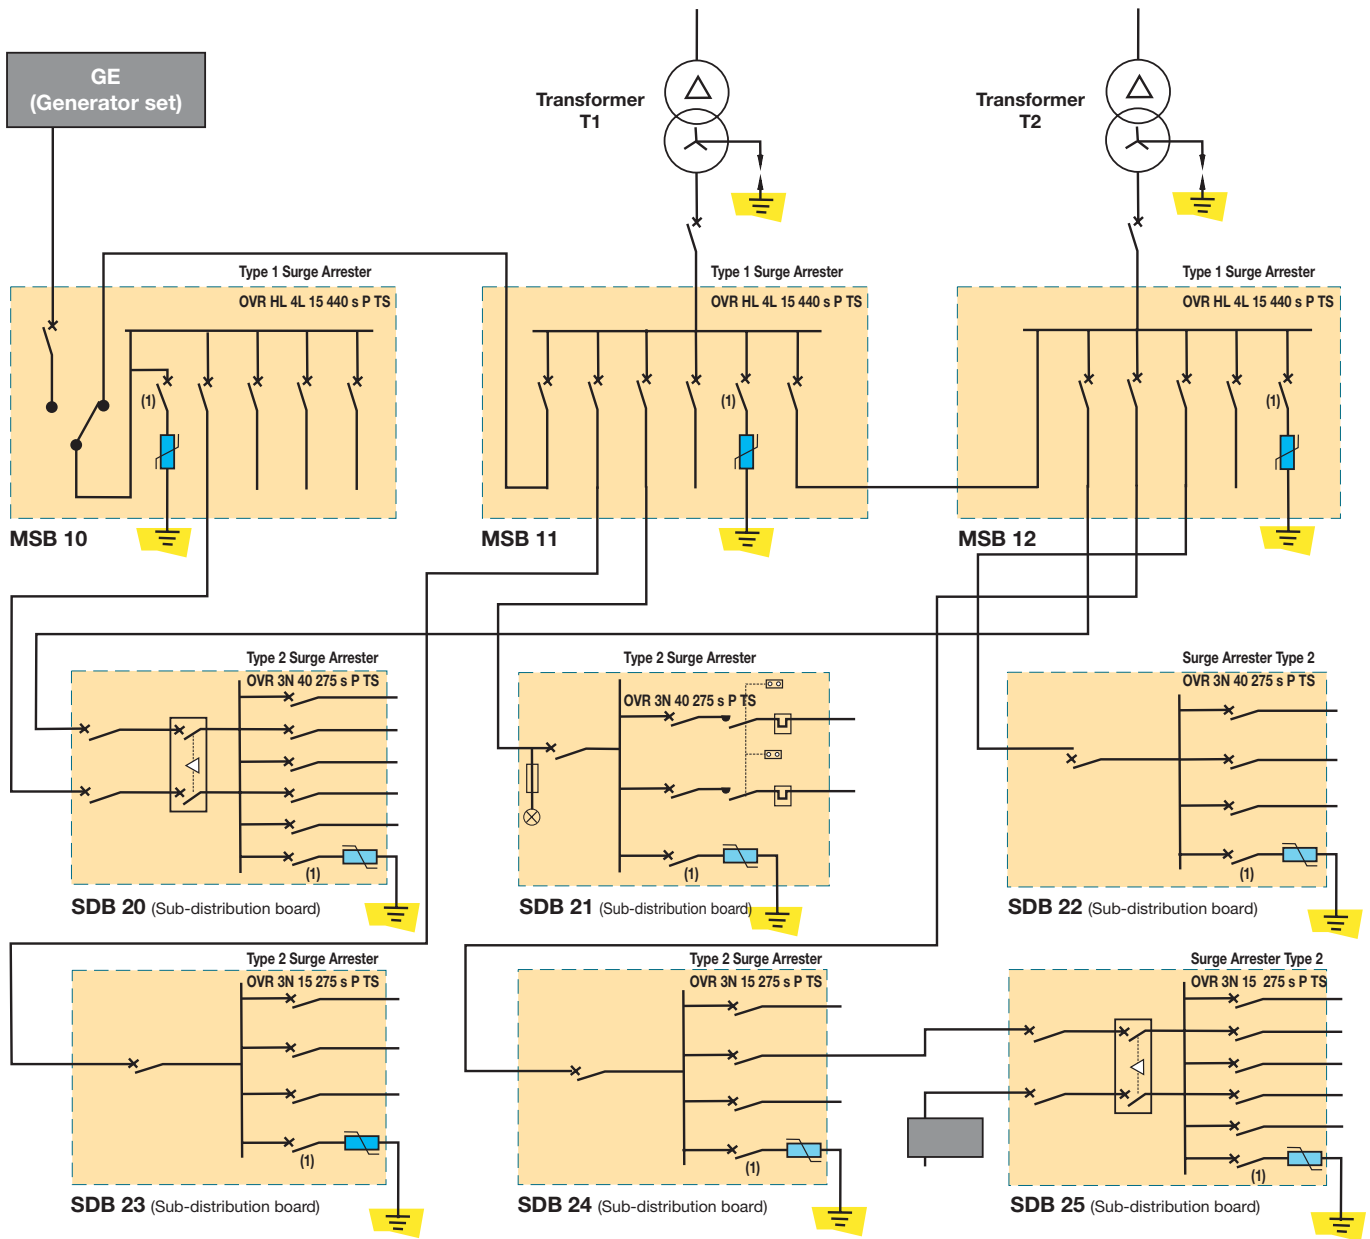 GE
(Generator set)
Transformer
T1
Transformer
T2
Type 1 Surge Arrester
OVR HL 4L 15 440 s P TS
(1)
MSB 10
Type 1 Surge Arrester
OVR HL 4L 15 440 s P TS
(1)
MSB 11
Type 1 Surge Arrester
OVR HL 4L 15 440 s P TS
(1)
MSB 12
Type 2 Surge Arrester
OVR 3N 40 275 s P TS
(1)
SDB 20 (Sub-distribution board)
Type 2 Surge Arrester
OVR 3N 40 275 s P TS
(1)
SDB 21 (Sub-distribution board)
Surge Arrester Type 2
OVR 3N 40 275 s P TS
(1)
SDB 22 (Sub-distribution board)
Type 2 Surge Arrester
OVR 3N 15 275 s P TS
(1)
SDB 23 (Sub-distribution board)
Type 2 Surge Arrester
OVR 3N 15 275 s P TS
(1)
SDB 24 (Sub-distribution board)
Surge Arrester Type 2
OVR 3N 15 275 s P TS
(1)
SDB 25 (Sub-distribution board)